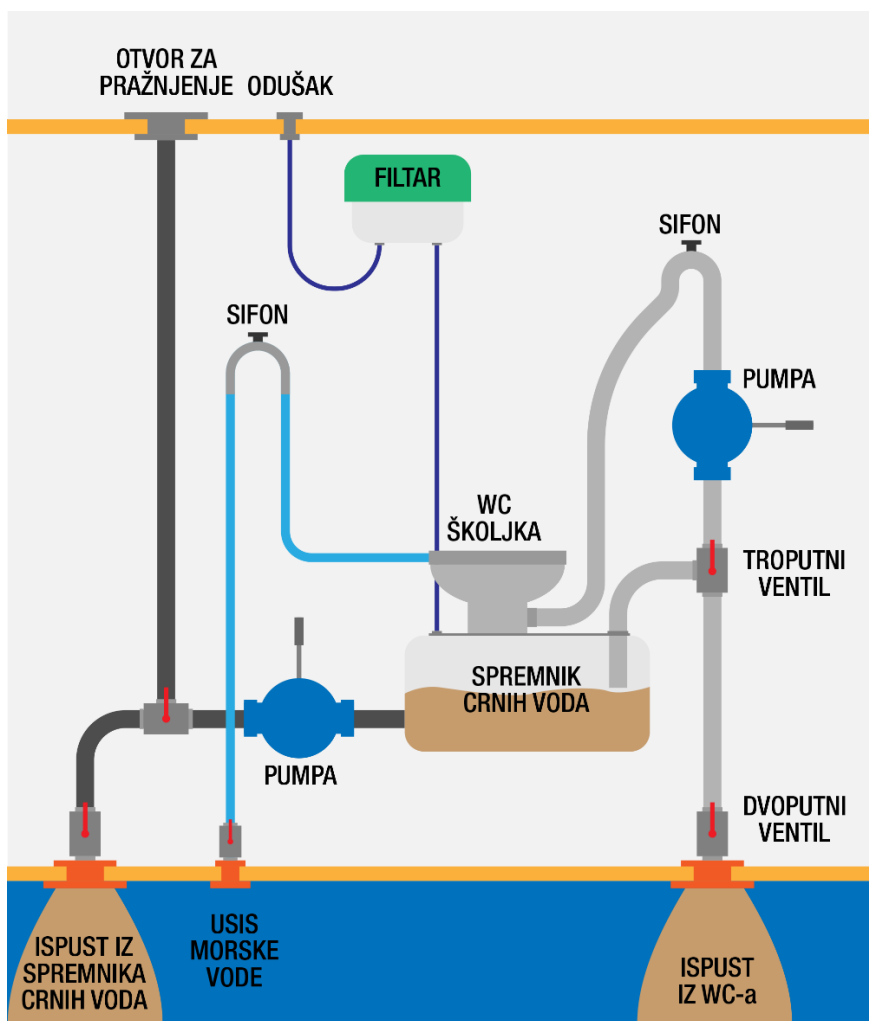 OTVOR ZA
PRAŽNJENJE
ODUŠAK
FILTAR
SIFON
SIFON
PUMPA
WC
ŠKOLJKA
TROPUTNI
VENTIL
SPREMNIK
CRNIH VODA
PUMPA
DVOPUTNI
VENTIL
ISPUST IZ
SPREMNIKA
CRNIH VODA
USIS
MORSKE
VODE
ISPUST
IZ WC-a